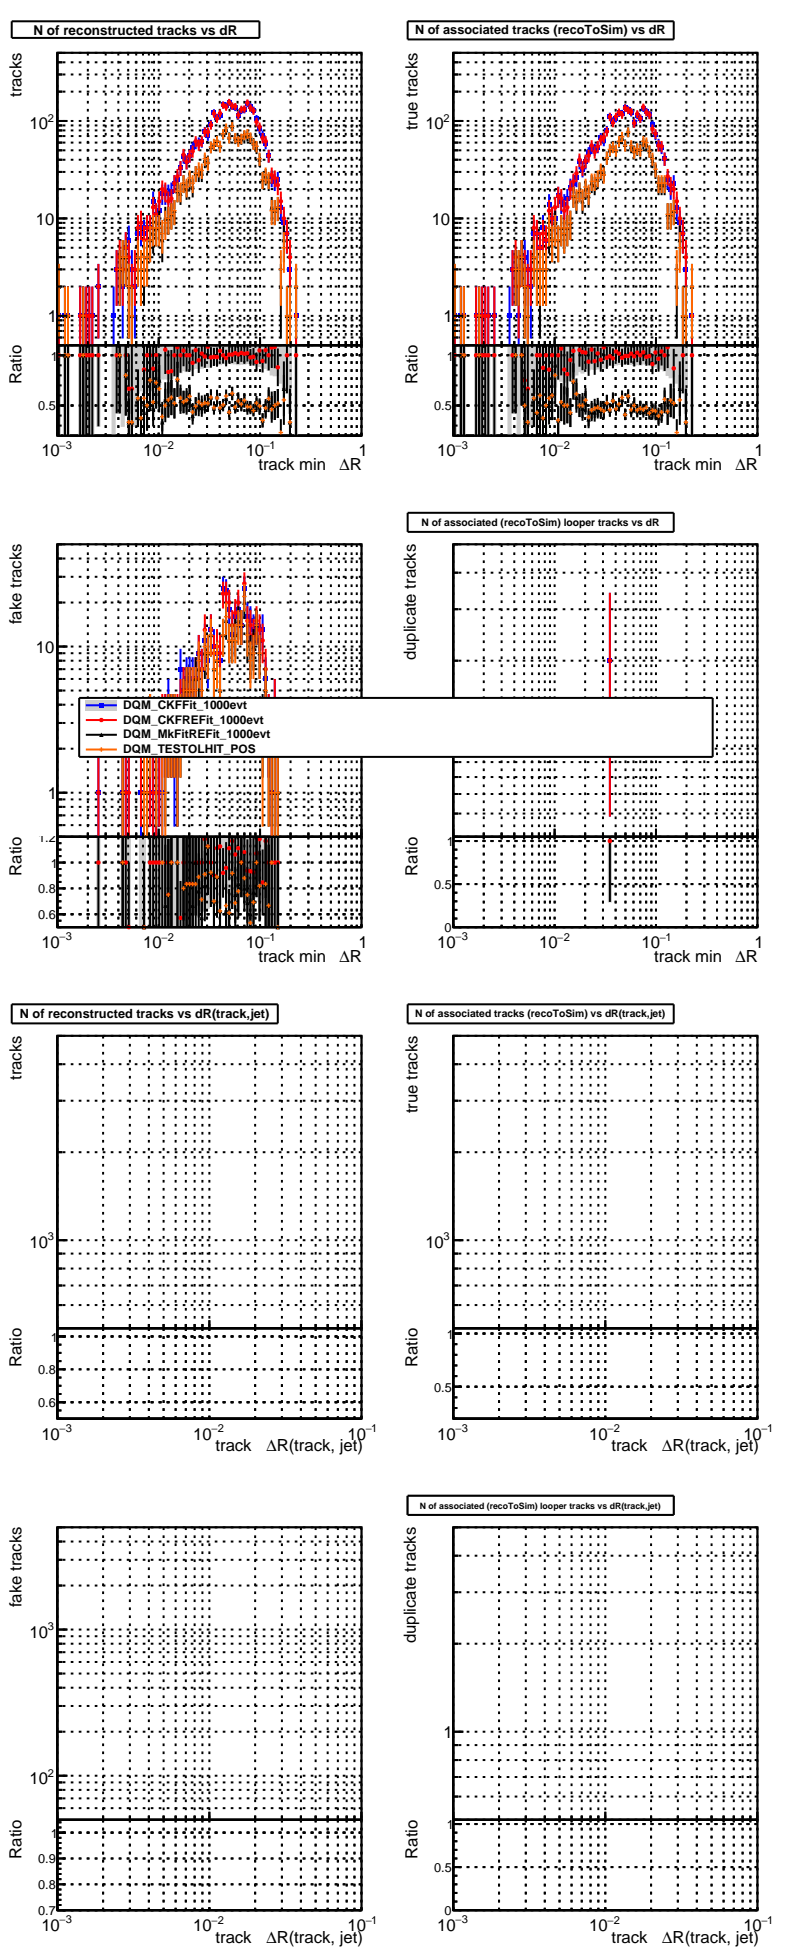 N of reconstructed tracks vs dR
N of associated tracks (recoToSim) vs dR
tracks
10²
10
1
Ratio
1
0.5
10⁻³
10⁻²
10⁻¹
1
track min ΔR
true tracks
10²
10
1
Ratio
1
0.5
10⁻³
10⁻²
10⁻¹
1
track min ΔR
N of associated (recoToSim) looper tracks vs dR
fake tracks
10
1
Ratio
1.2
1
0.8
0.6
10⁻³
10⁻²
10⁻¹
1
track min ΔR
duplicate tracks
Ratio
1
0.5
0
10⁻³
10⁻²
10⁻¹
1
track min ΔR
DQM_CKFFit_1000evt
DQM_CKFREFit_1000evt
DQM_MkFitREFit_1000evt
DQM_TESTOLHIT_POS
N of reconstructed tracks vs dR(track,jet)
N of associated tracks (recoToSim) vs dR(track,jet)
tracks
10³
Ratio
1
0.8
0.6
10⁻³
10⁻²
10⁻¹
track ΔR(track, jet)
true tracks
10³
Ratio
1
0.5
10⁻³
10⁻²
10⁻¹
track ΔR(track, jet)
N of associated (recoToSim) looper tracks vs dR(track,jet)
fake tracks
10³
10²
Ratio
1
0.9
0.8
0.7
10⁻³
10⁻²
10⁻¹
track ΔR(track, jet)
duplicate tracks
1
Ratio
1
0.5
0
10⁻³
10⁻²
10⁻¹
track ΔR(track, jet)